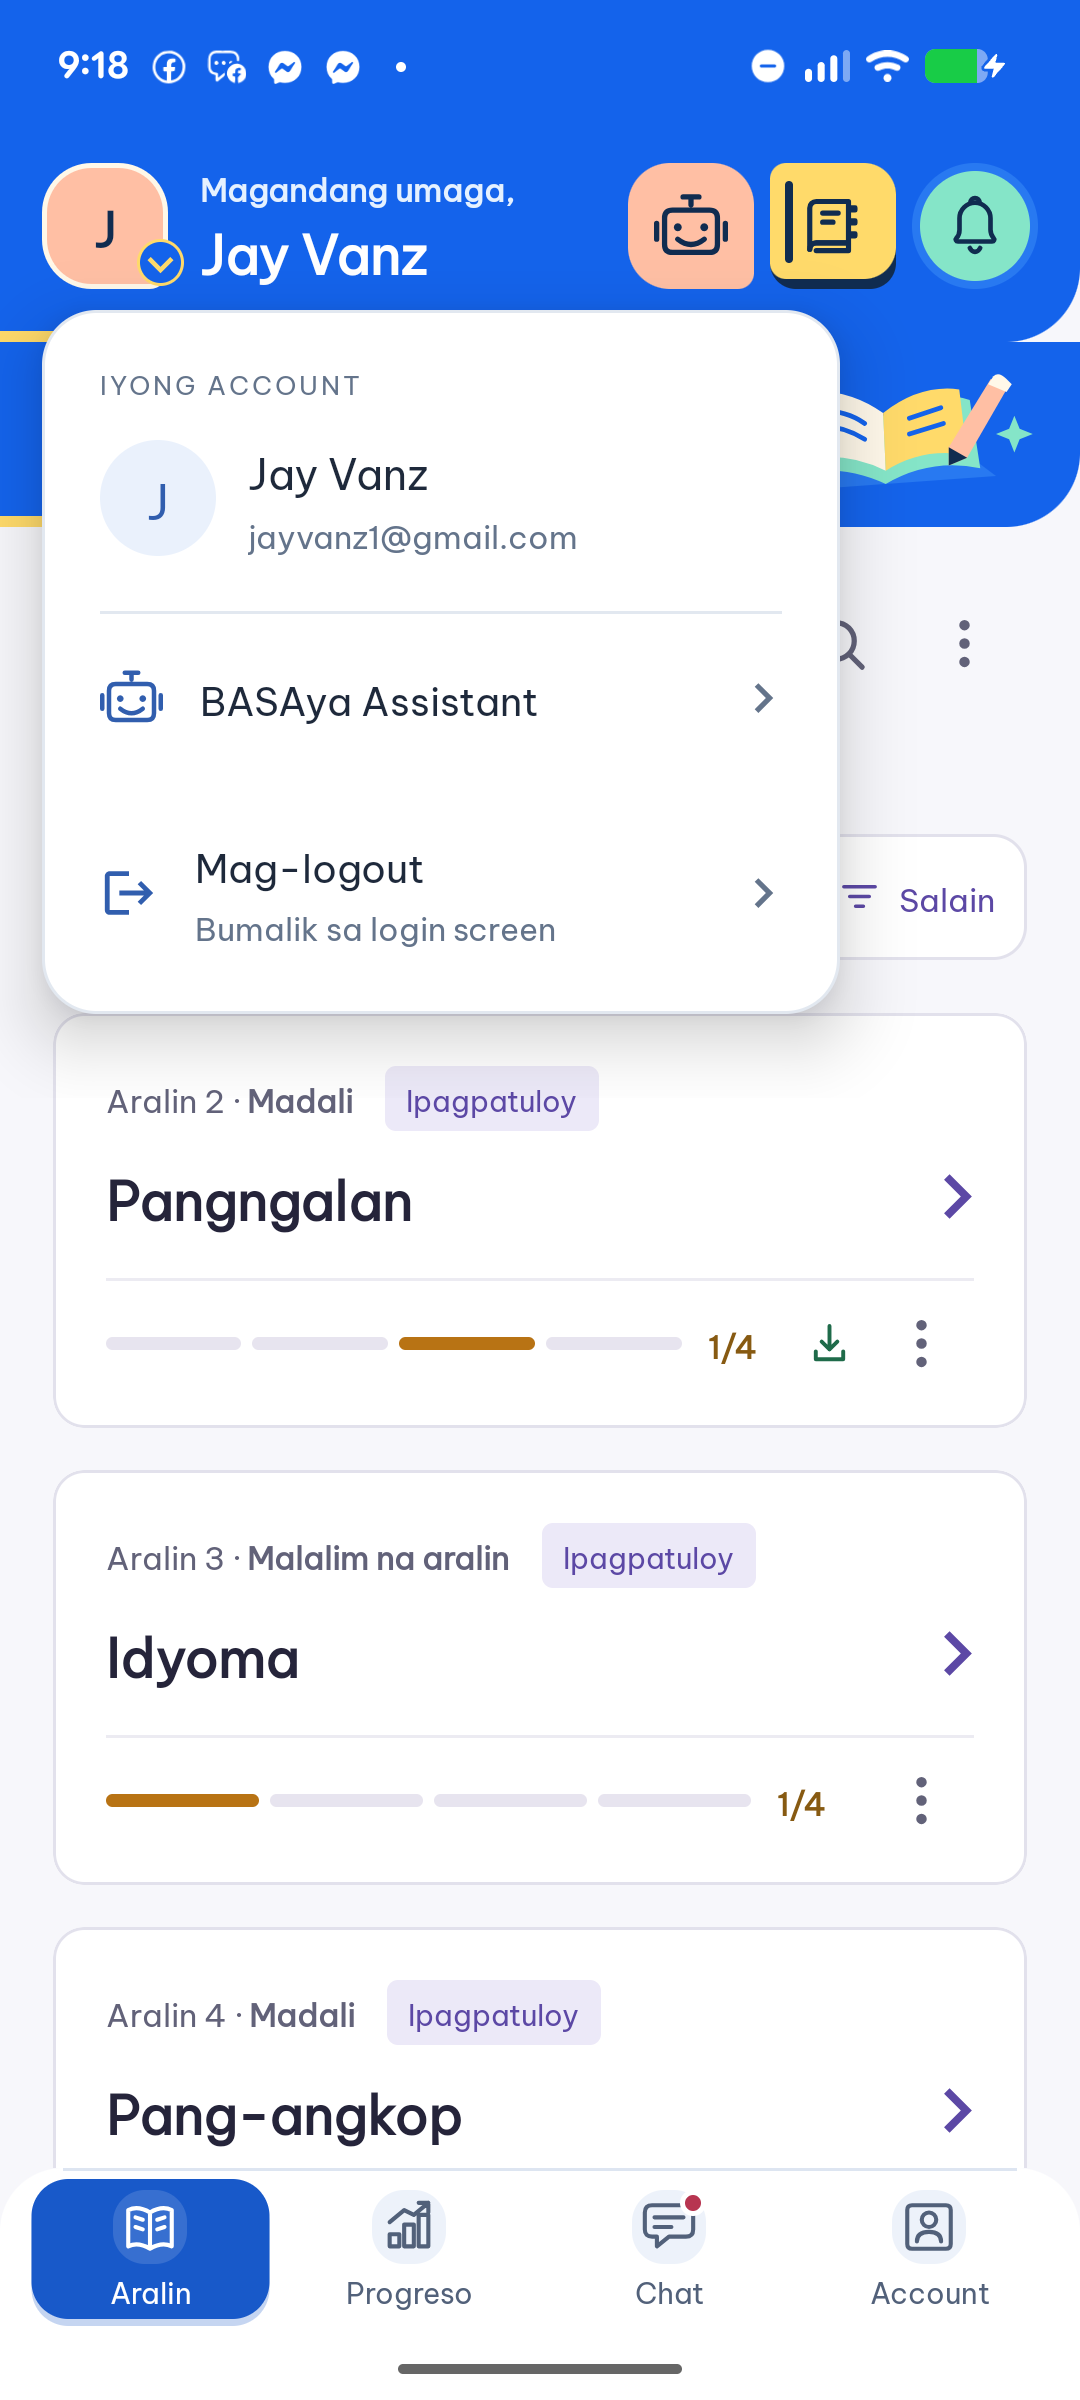 9:18
J
Magandang umaga,
Jay Vanz
IYONG ACCOUNT
J
Jay Vanz
jayvanz1@gmail.com
BASAya Assistant
Mag-logout
Bumalik sa login screen
Salain
Aralin 2 · Madali
Ipagpatuloy
Pangngalan
1/4
Aralin 3 · Malalim na aralin
Ipagpatuloy
Idyoma
1/4
Aralin 4 · Madali
Ipagpatuloy
Pang-angkop
Aralin
Progreso
Chat
Account